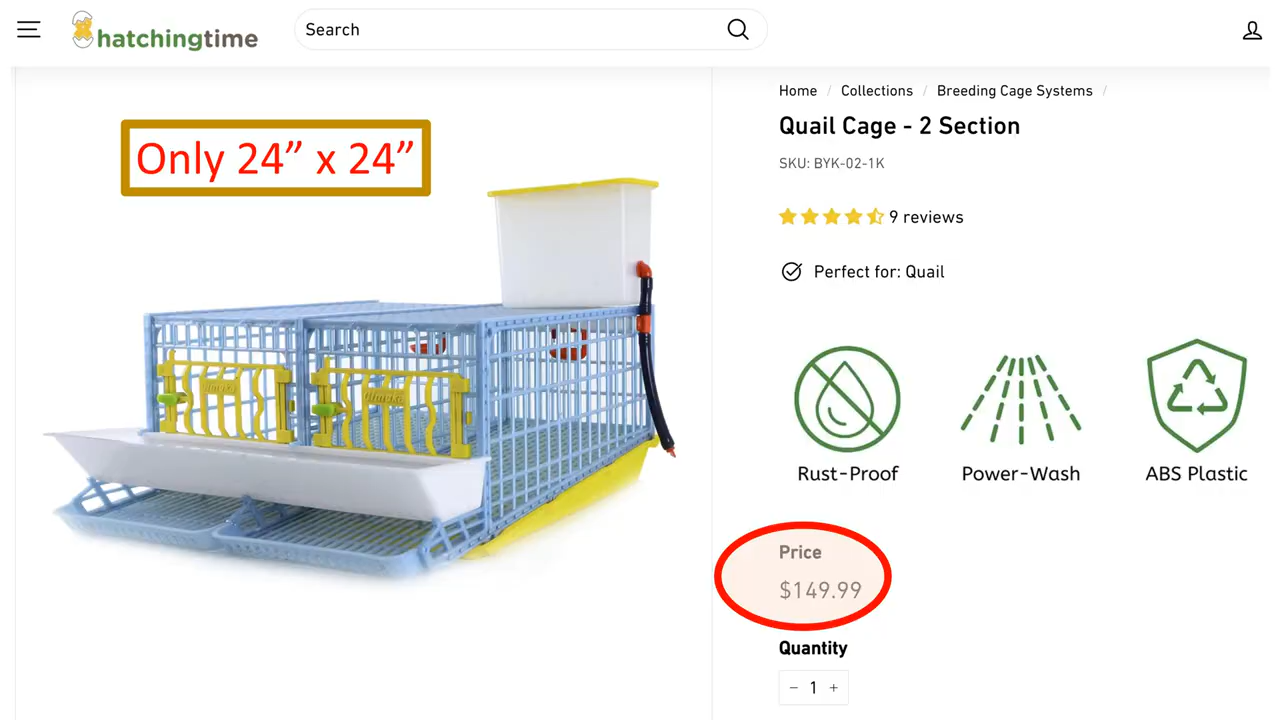 hatchingtime
Search
Only 24” x 24”
Home / Collections / Breeding Cage Systems /
Quail Cage - 2 Section
SKU: BYK-02-1K
9 reviews
Perfect for: Quail
Rust-Proof
Power-Wash
ABS Plastic
Price
$149.99
Quantity
− 1 +